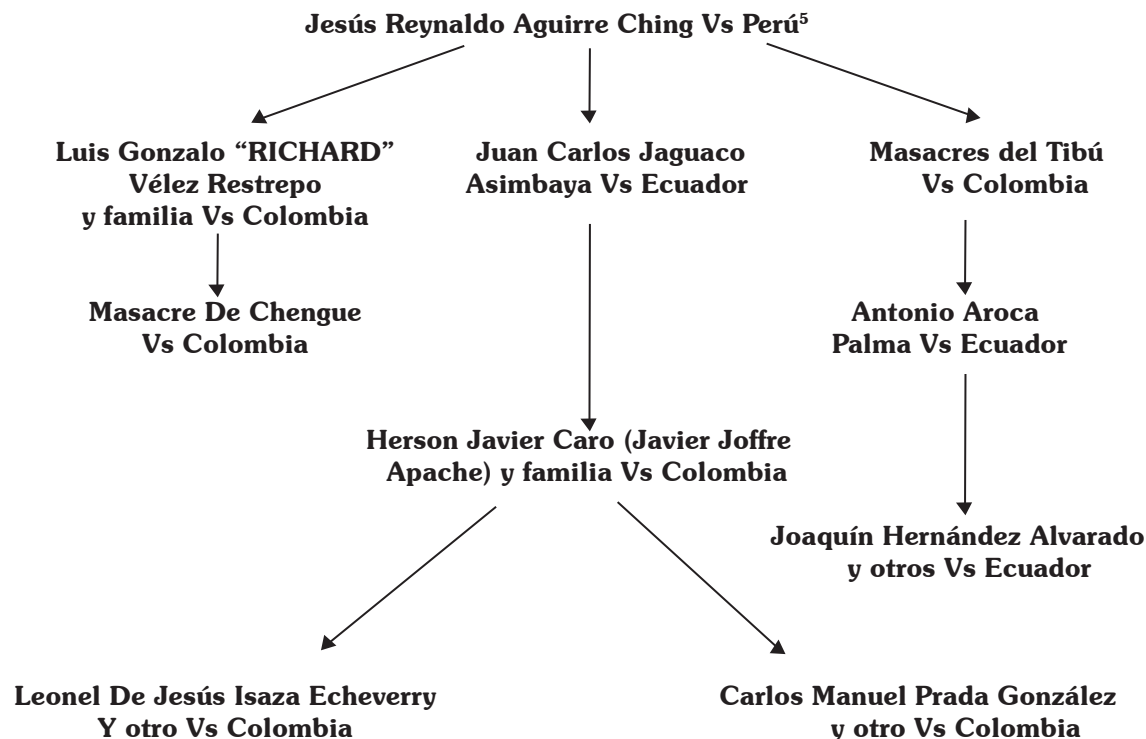 Jesús Reynaldo Aguirre Ching Vs Perú⁵
Luis Gonzalo “RICHARD”
Vélez Restrepo
y familia Vs Colombia
Juan Carlos Jaguaco
Asimbaya Vs Ecuador
Masacres del Tibú
Vs Colombia
Masacre De Chengue
Vs Colombia
Antonio Aroca
Palma Vs Ecuador
Herson Javier Caro (Javier Joffre
Apache) y familia Vs Colombia
Joaquín Hernández Alvarado
y otros Vs Ecuador
Leonel De Jesús Isaza Echeverry
Y otro Vs Colombia
Carlos Manuel Prada González
y otro Vs Colombia